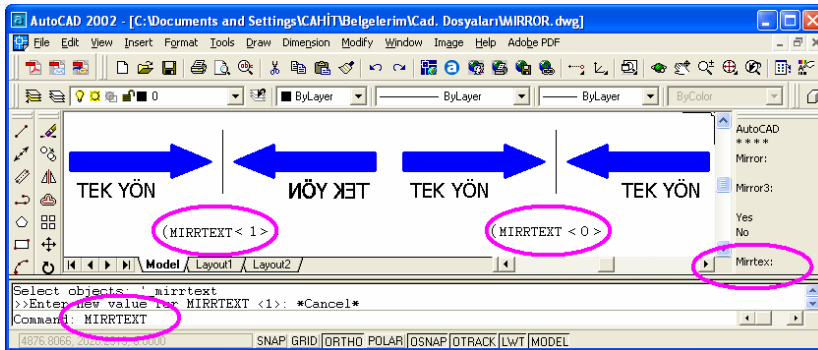 AutoCAD 2002 - [C:\Documents and Settings\CAHİT\Belgelerim\Cad. Dosyaları\MIRROR.dwg]
File Edit View Insert Format Tools Draw Dimension Modify Window Image Help Adobe PDF
0 ByLayer ByLayer ByLayer ByColor
AutoCAD
* * * *
Mirror:
Mirror3:
Yes
No
Mirrtex:
TEK YÖN TEK YÖN TEK YÖN TEK YÖN
(MIRRTEXT < 1 > (MIRRTEXT < 0 >
Model Layout1 Layout2
Select objects: '_mirrtext
>>Enter new value for MIRRTEXT <1>: *Cancel*
Command: MIRRTEXT
SNAP GRID ORTHO POLAR OSNAP OTRACK LWT MODEL